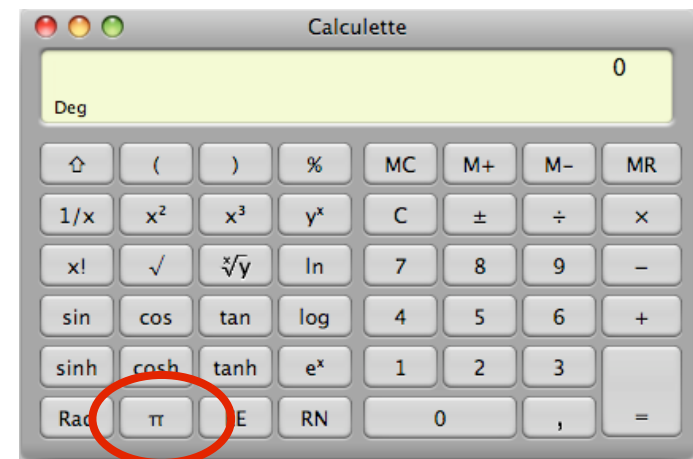 Calculette
0
Deg
⇧ ( ) % MC M+ M- MR
1/x x² x³ yˣ C ± ÷ ×
x! √ ˣ√y ln 7 8 9 −
sin cos tan log 4 5 6 +
sinh cosh tanh eˣ 1 2 3
π RN 0 , =